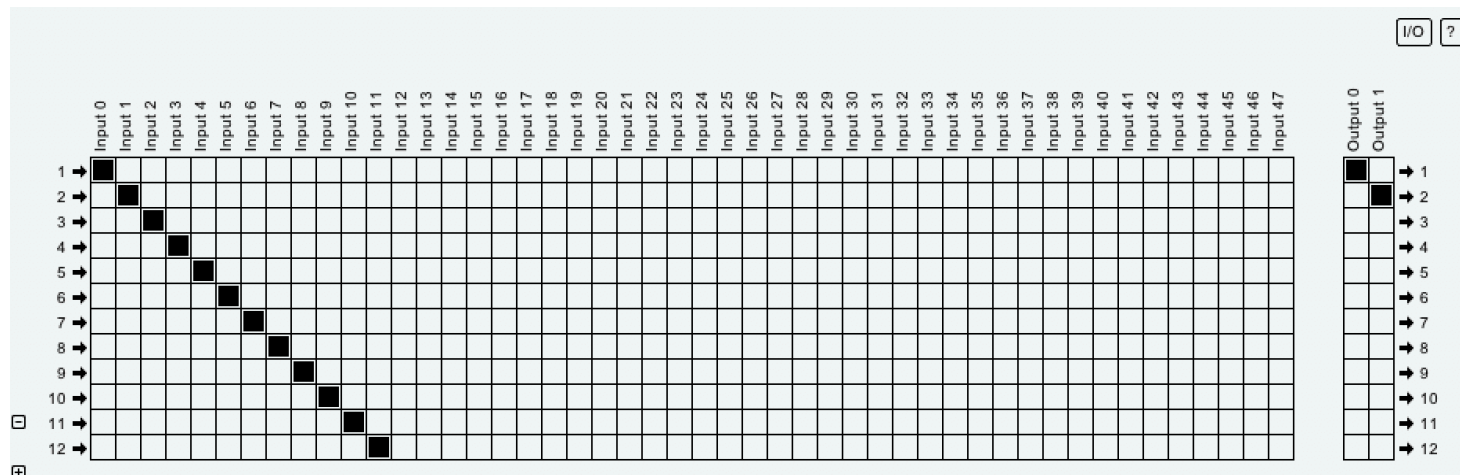 I/O ?
Input 0 Input 1 Input 2 Input 3 Input 4 Input 5 Input 6 Input 7 Input 8 Input 9 Input 10 Input 11 Input 12 Input 13 Input 14 Input 15 Input 16 Input 17 Input 18 Input 19 Input 20 Input 21 Input 22 Input 23 Input 24 Input 25 Input 26 Input 27 Input 28 Input 29 Input 30 Input 31 Input 32 Input 33 Input 34 Input 35 Input 36 Input 37 Input 38 Input 39 Input 40 Input 41 Input 42 Input 43 Input 44 Input 45 Input 46 Input 47 Output 0 Output 1
1 ➔ ➔ 1
2 ➔ ➔ 2
3 ➔ ➔ 3
4 ➔ ➔ 4
5 ➔ ➔ 5
6 ➔ ➔ 6
7 ➔ ➔ 7
8 ➔ ➔ 8
9 ➔ ➔ 9
10 ➔ ➔ 10
- 11 ➔ ➔ 11
12 ➔ ➔ 12
+